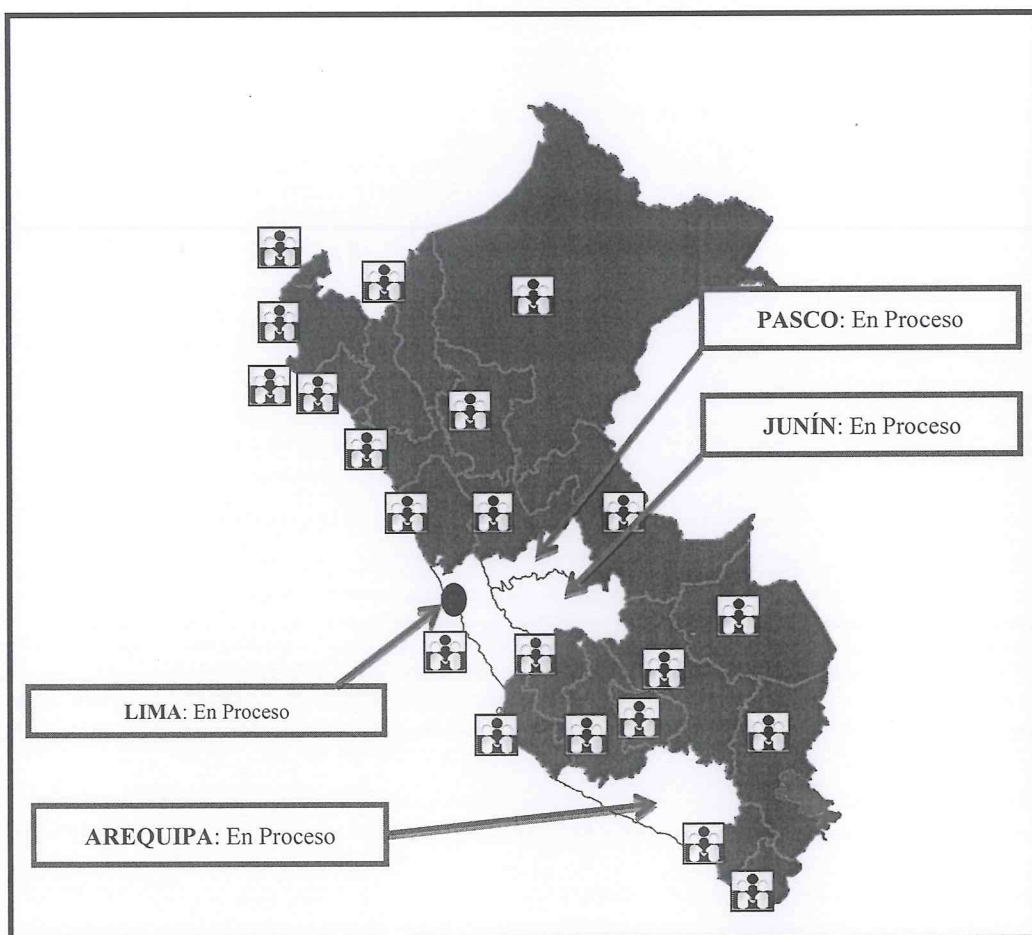 PASCO: En Proceso
JUNÍN: En Proceso
LIMA: En Proceso
AREQUIPA: En Proceso